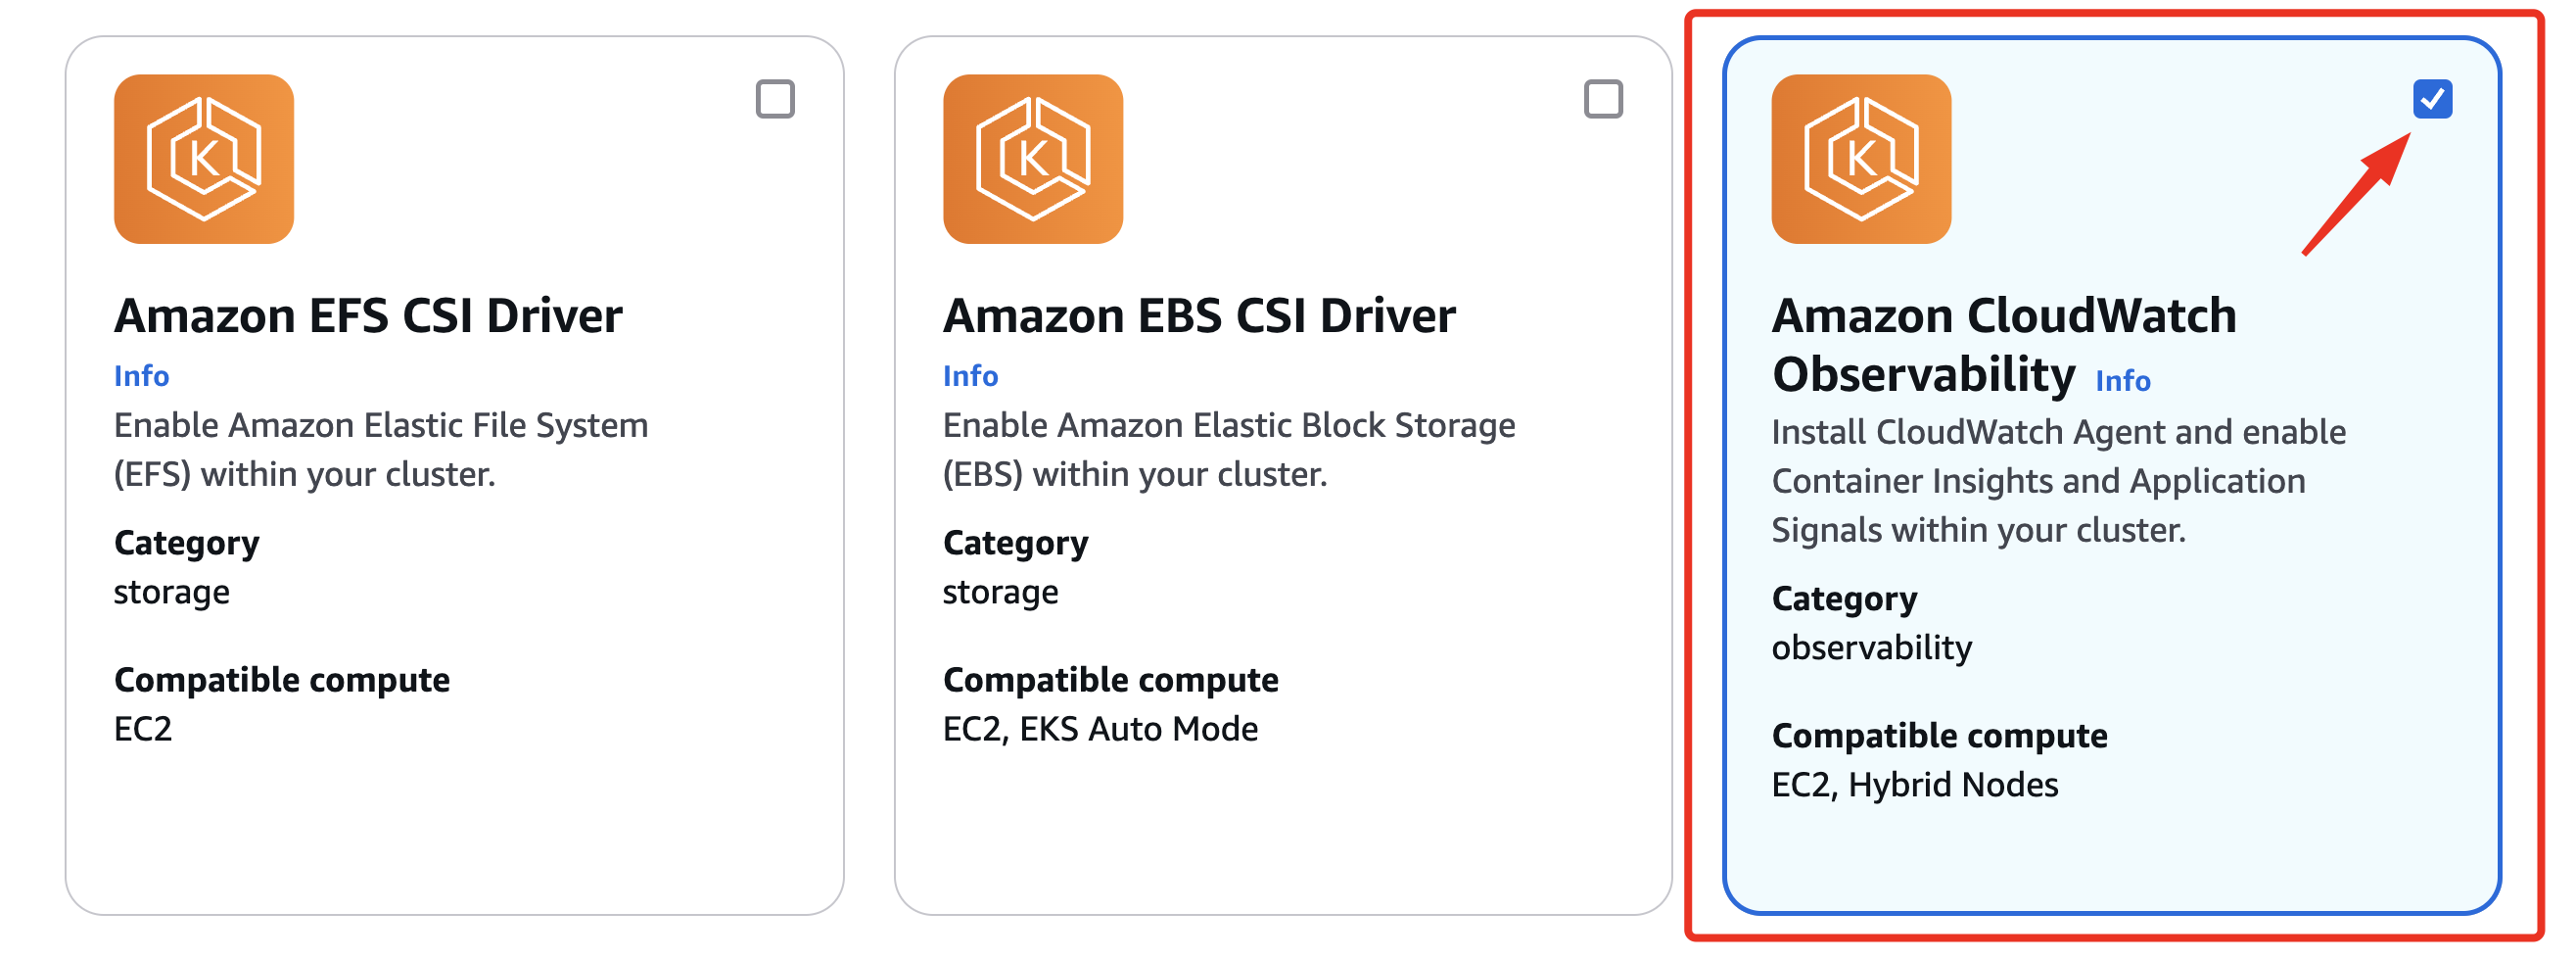 K
Amazon EFS CSI Driver
Info
Enable Amazon Elastic File System
(EFS) within your cluster.
Category
storage
Compatible compute
EC2
K
Amazon EBS CSI Driver
Info
Enable Amazon Elastic Block Storage
(EBS) within your cluster.
Category
storage
Compatible compute
EC2, EKS Auto Mode
K
Amazon CloudWatch
Observability Info
Install CloudWatch Agent and enable
Container Insights and Application
Signals within your cluster.
Category
observability
Compatible compute
EC2, Hybrid Nodes